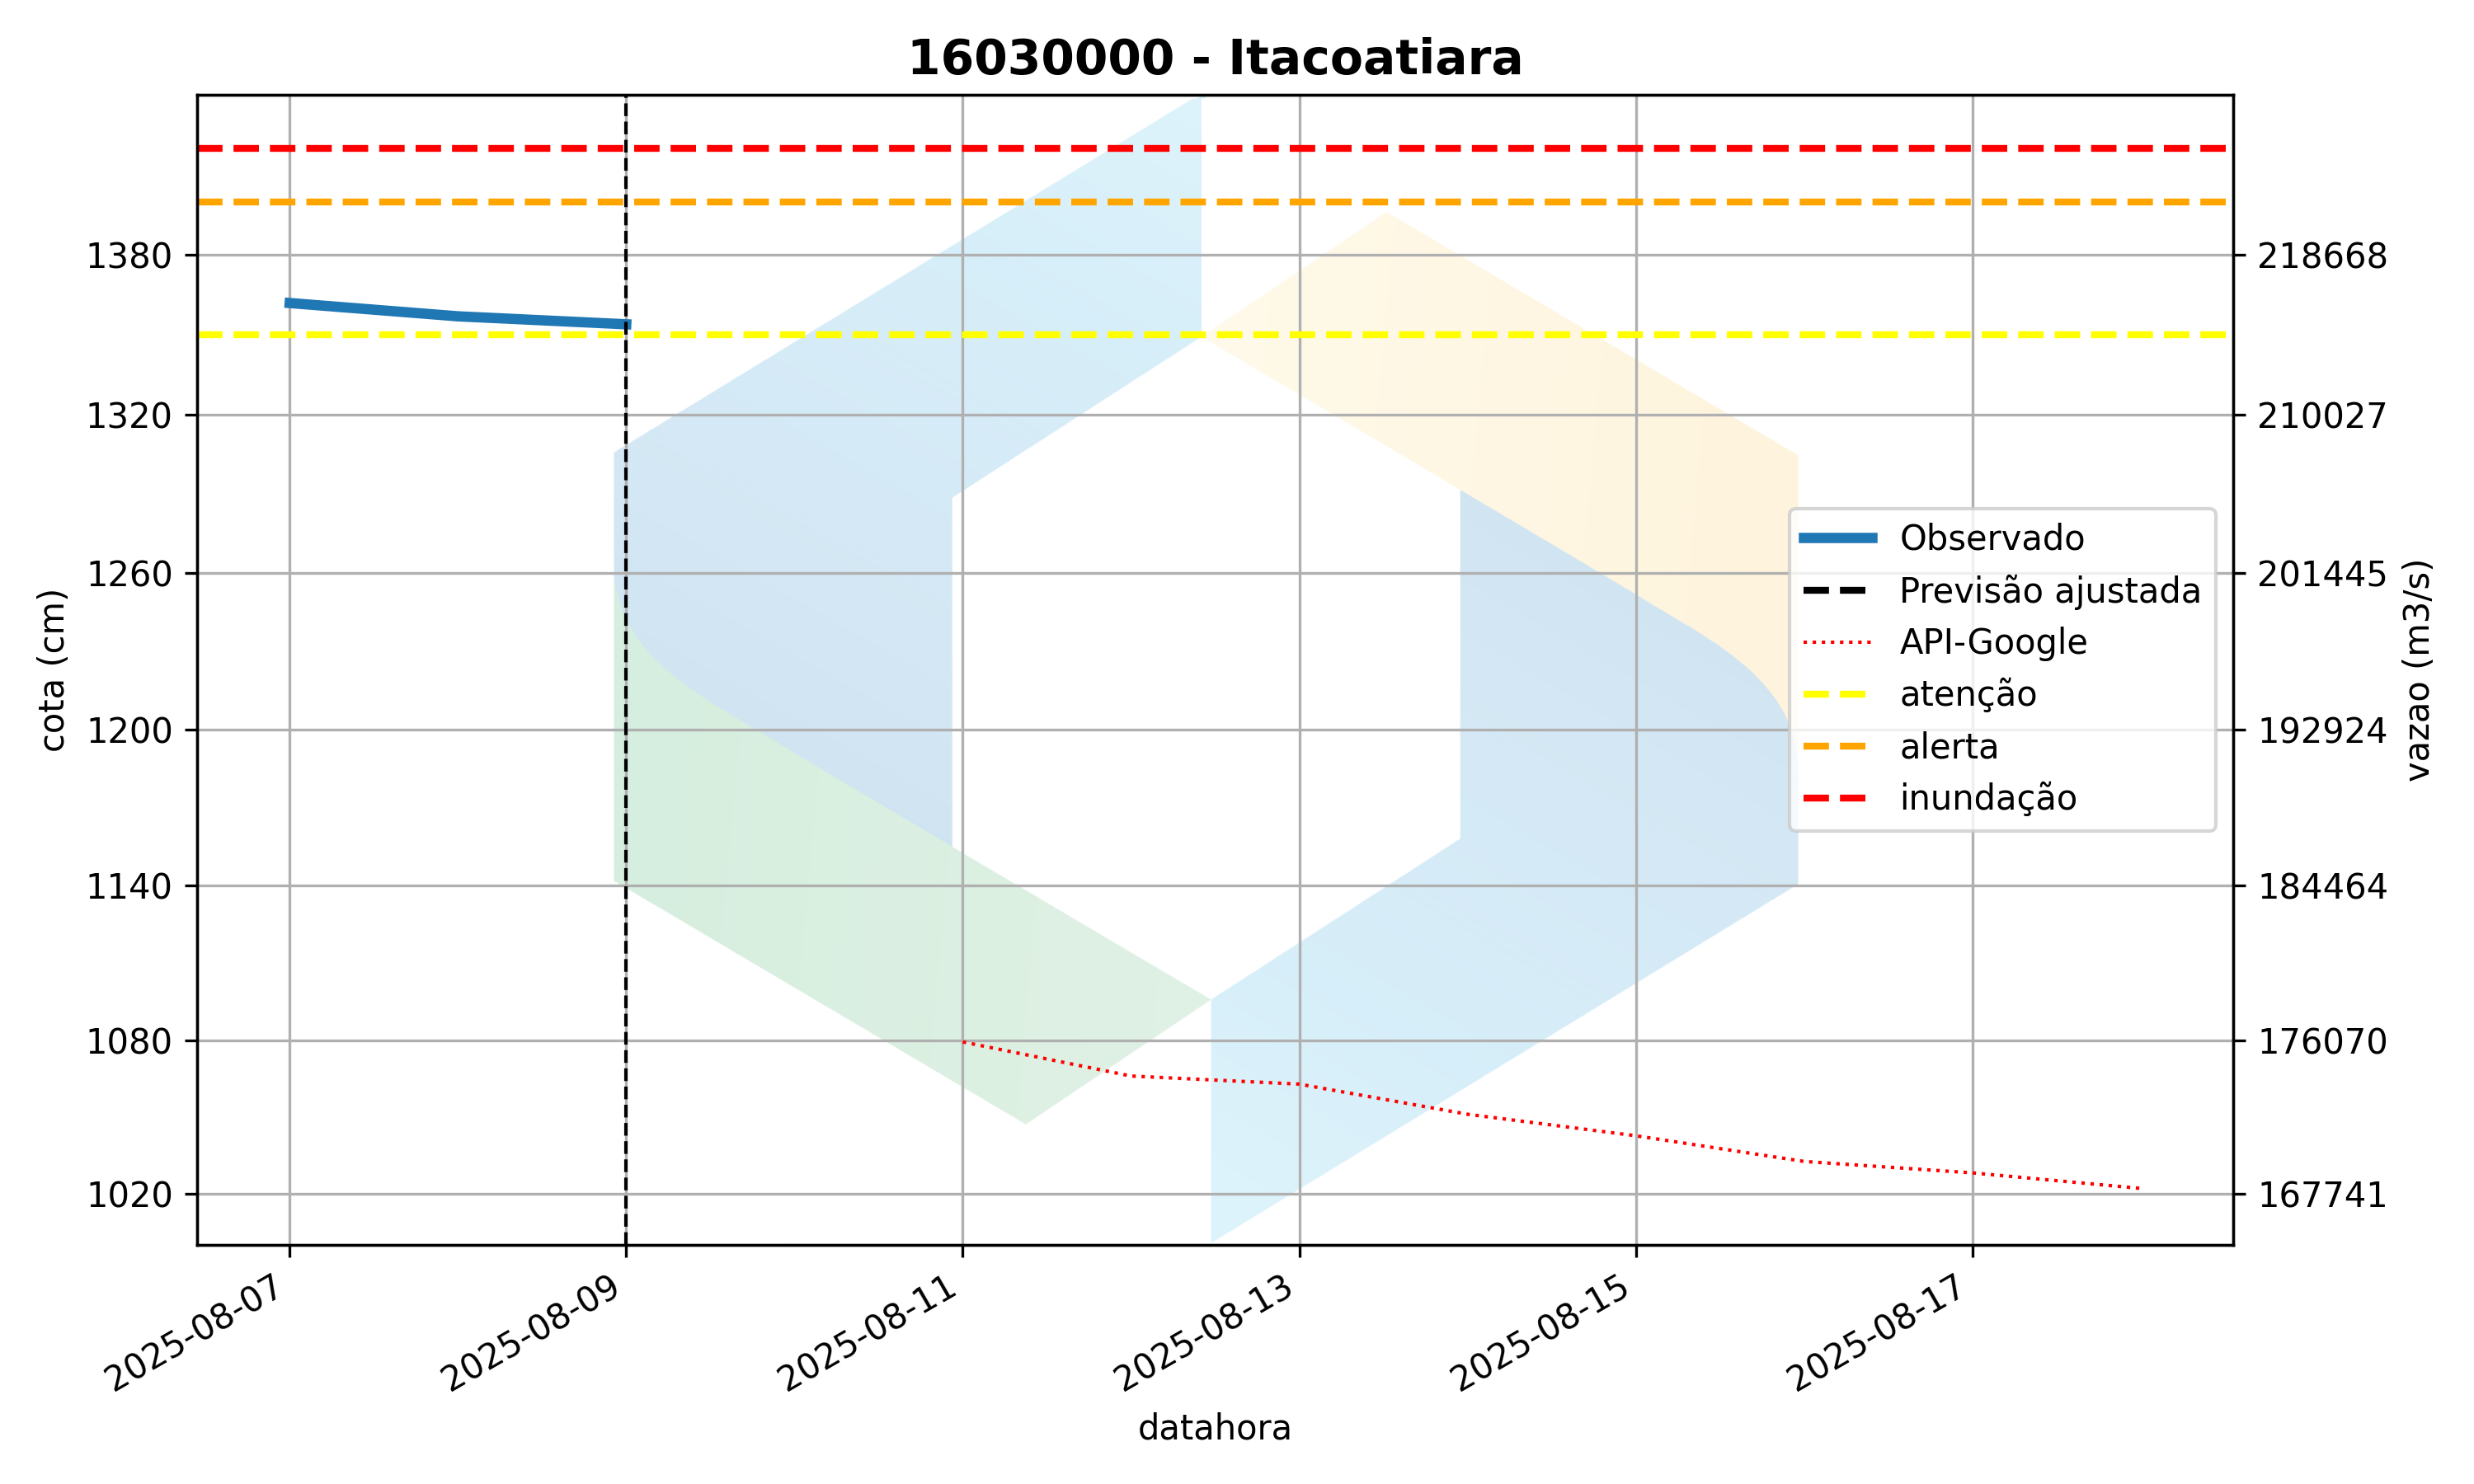 16030000 - Itacoatiara
1380
1320
1260
1200
1140
1080
1020
cota (cm)
218668
210027
201445
192924
184464
176070
167741
vazao (m3/s)
Observado
Previsão ajustada
API-Google
atenção
alerta
inundação
2025-08-07
2025-08-09
2025-08-11
2025-08-13
2025-08-15
2025-08-17
datahora